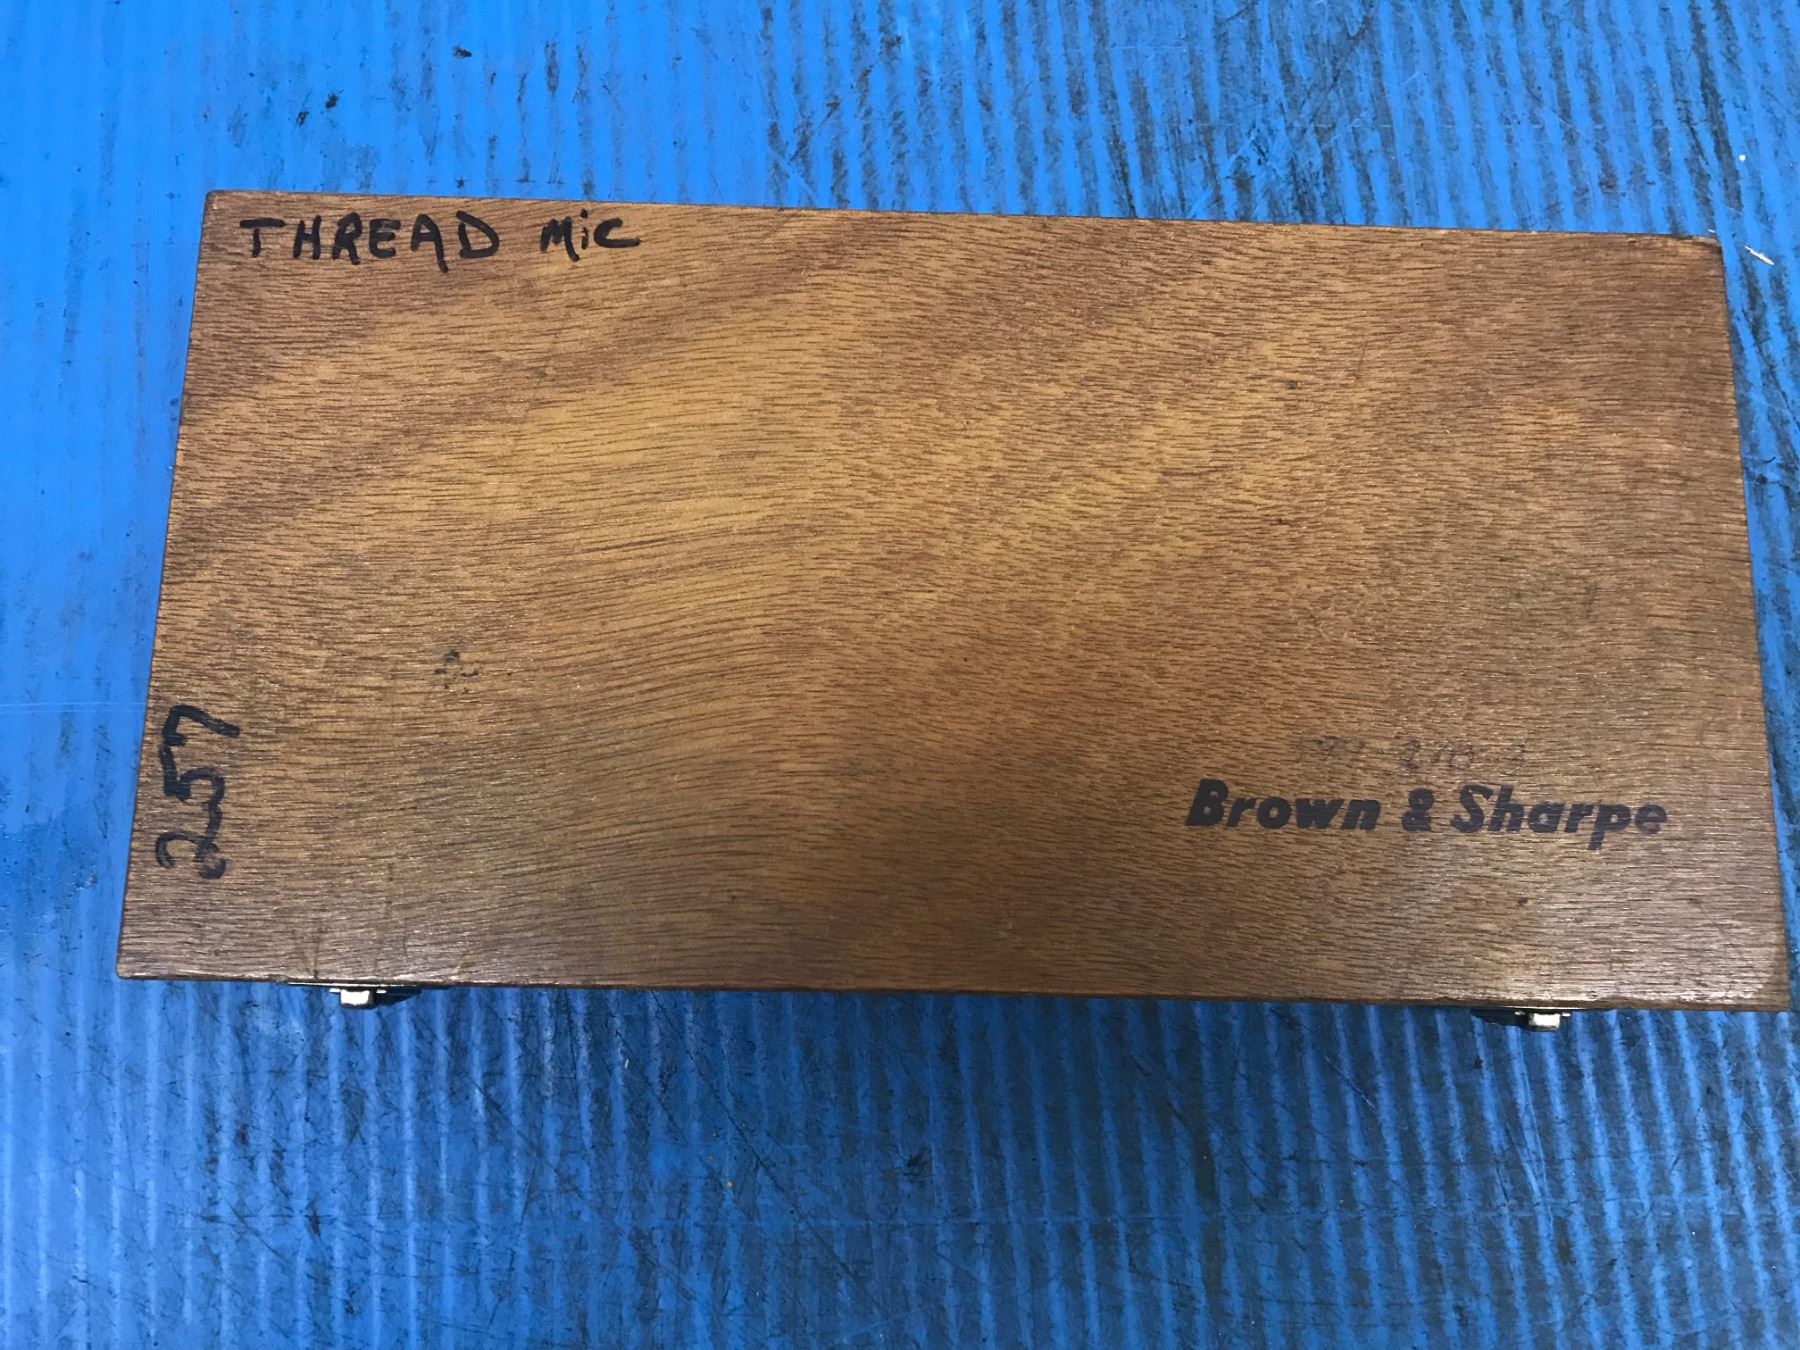 THREAD MiC
257
Brown & Sharpe